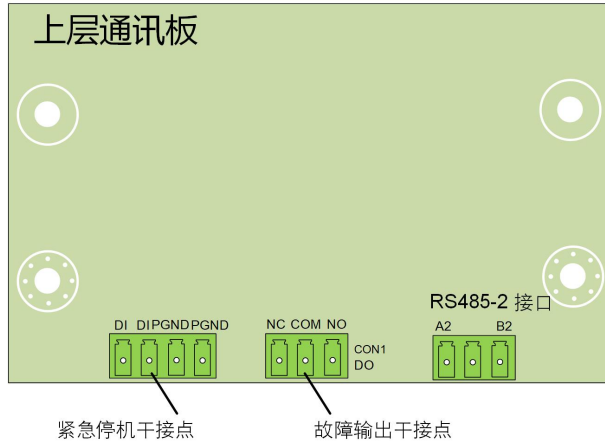 上层通讯板
RS485-2 接口
DI DI PGND PGND
NC COM NO
A2 B2
CON1
DO
紧急停机干接点
故障输出干接点